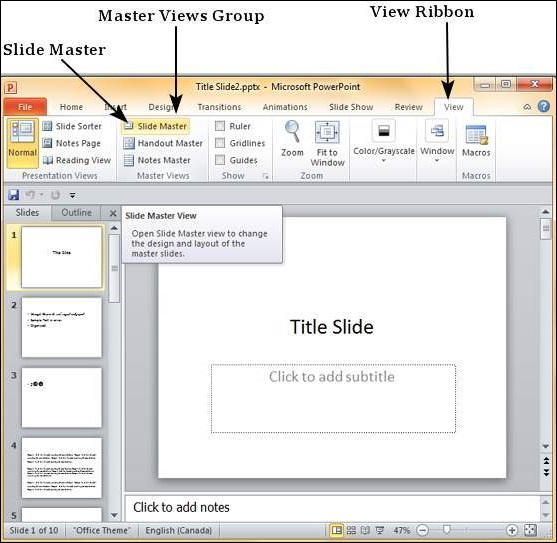 Master Views Group
View Ribbon
Slide Master
Title Slide2.pptx - Microsoft PowerPoint
File Home Insert Design Transitions Animations Slide Show Review View
Normal
Slide Sorter
Notes Page
Reading View
Presentation Views
Slide Master
Handout Master
Notes Master
Master Views
Ruler
Gridlines
Guides
Show
Zoom
Fit to
Window
Zoom
Color/Grayscale
Window
Macros
Macros
Slides Outline
Slide Master View
Open Slide Master view to change
the design and layout of the
master slides.
1
2
3
4
5
Title Slide
Click to add subtitle
Click to add notes
Slide 1 of 10 "Office Theme" English (Canada) 47%